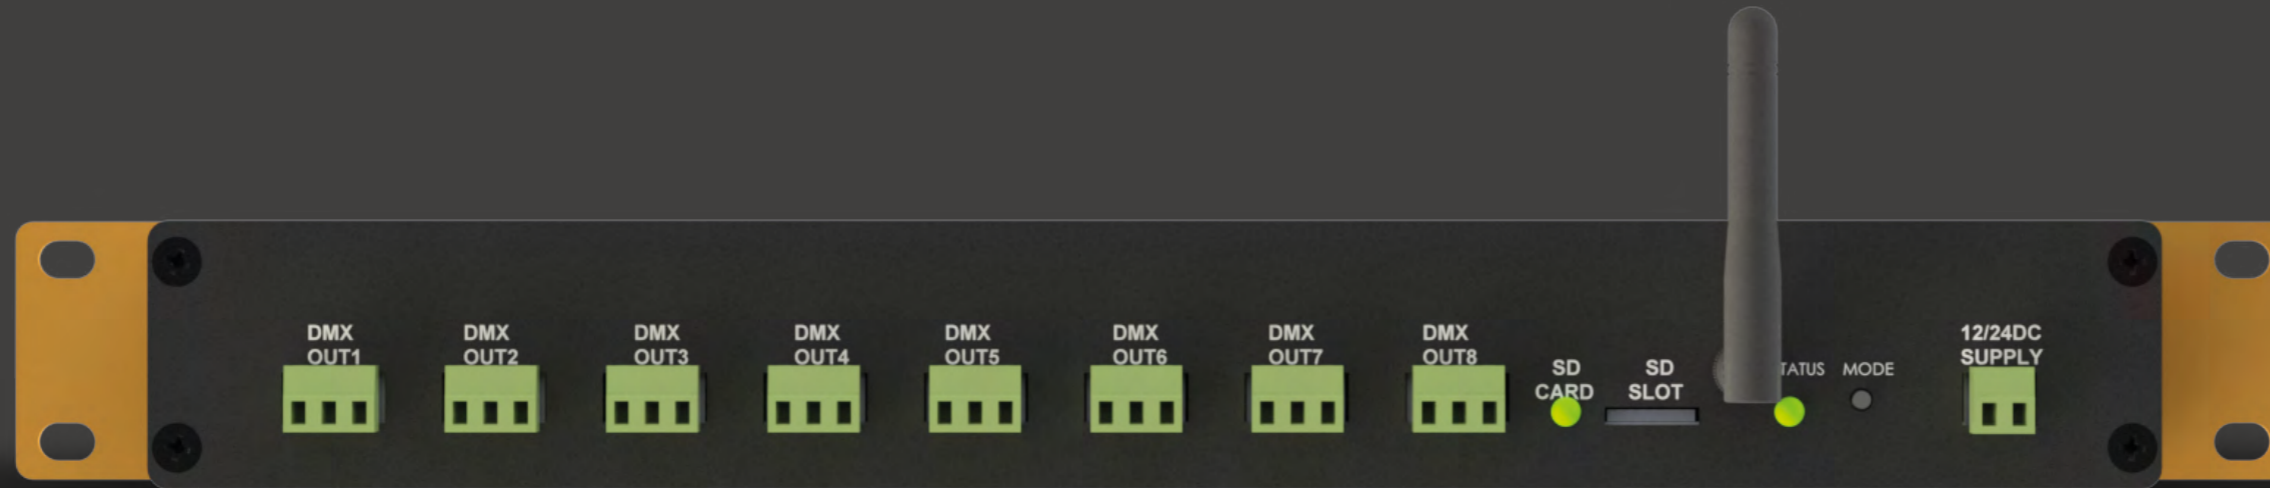 DMX
OUT1
DMX
OUT2
DMX
OUT3
DMX
OUT4
DMX
OUT5
DMX
OUT6
DMX
OUT7
DMX
OUT8
SD
CARD
SD
SLOT
TATUS
MODE
12/24DC
SUPPLY